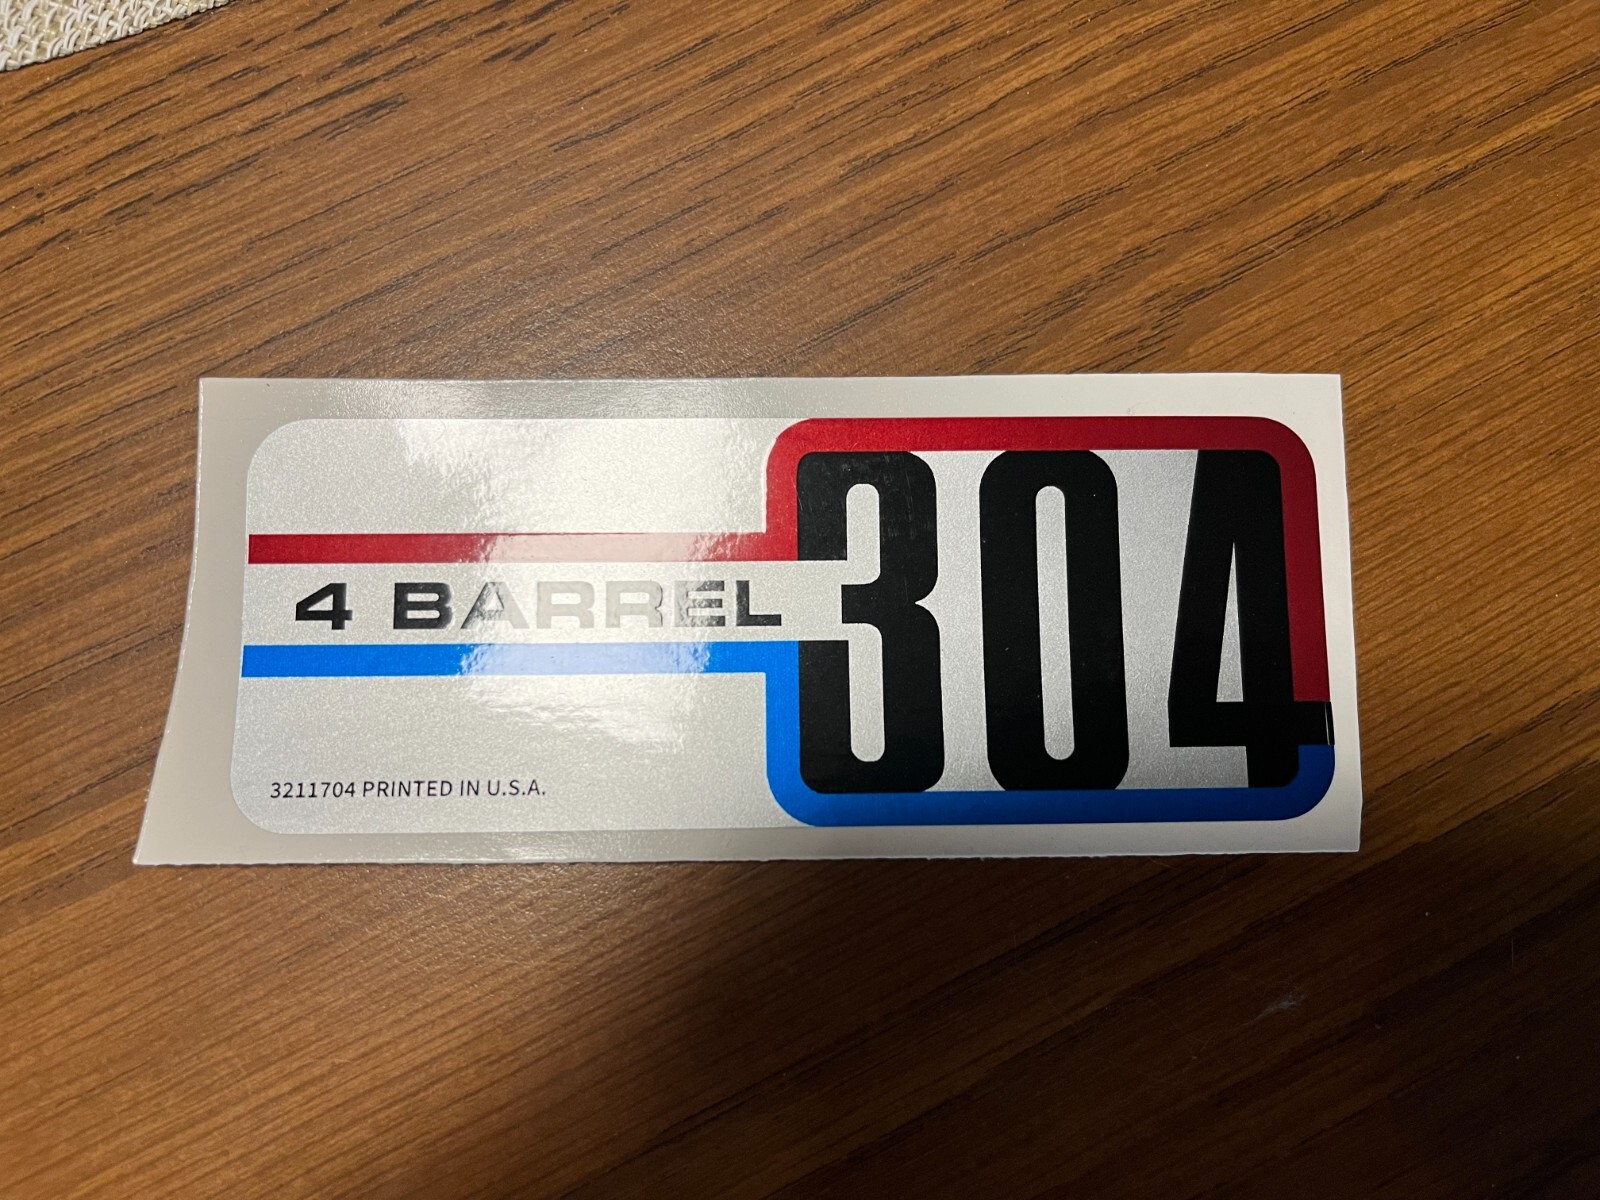 4 BARREL 304
3211704 PRINTED IN U.S.A.